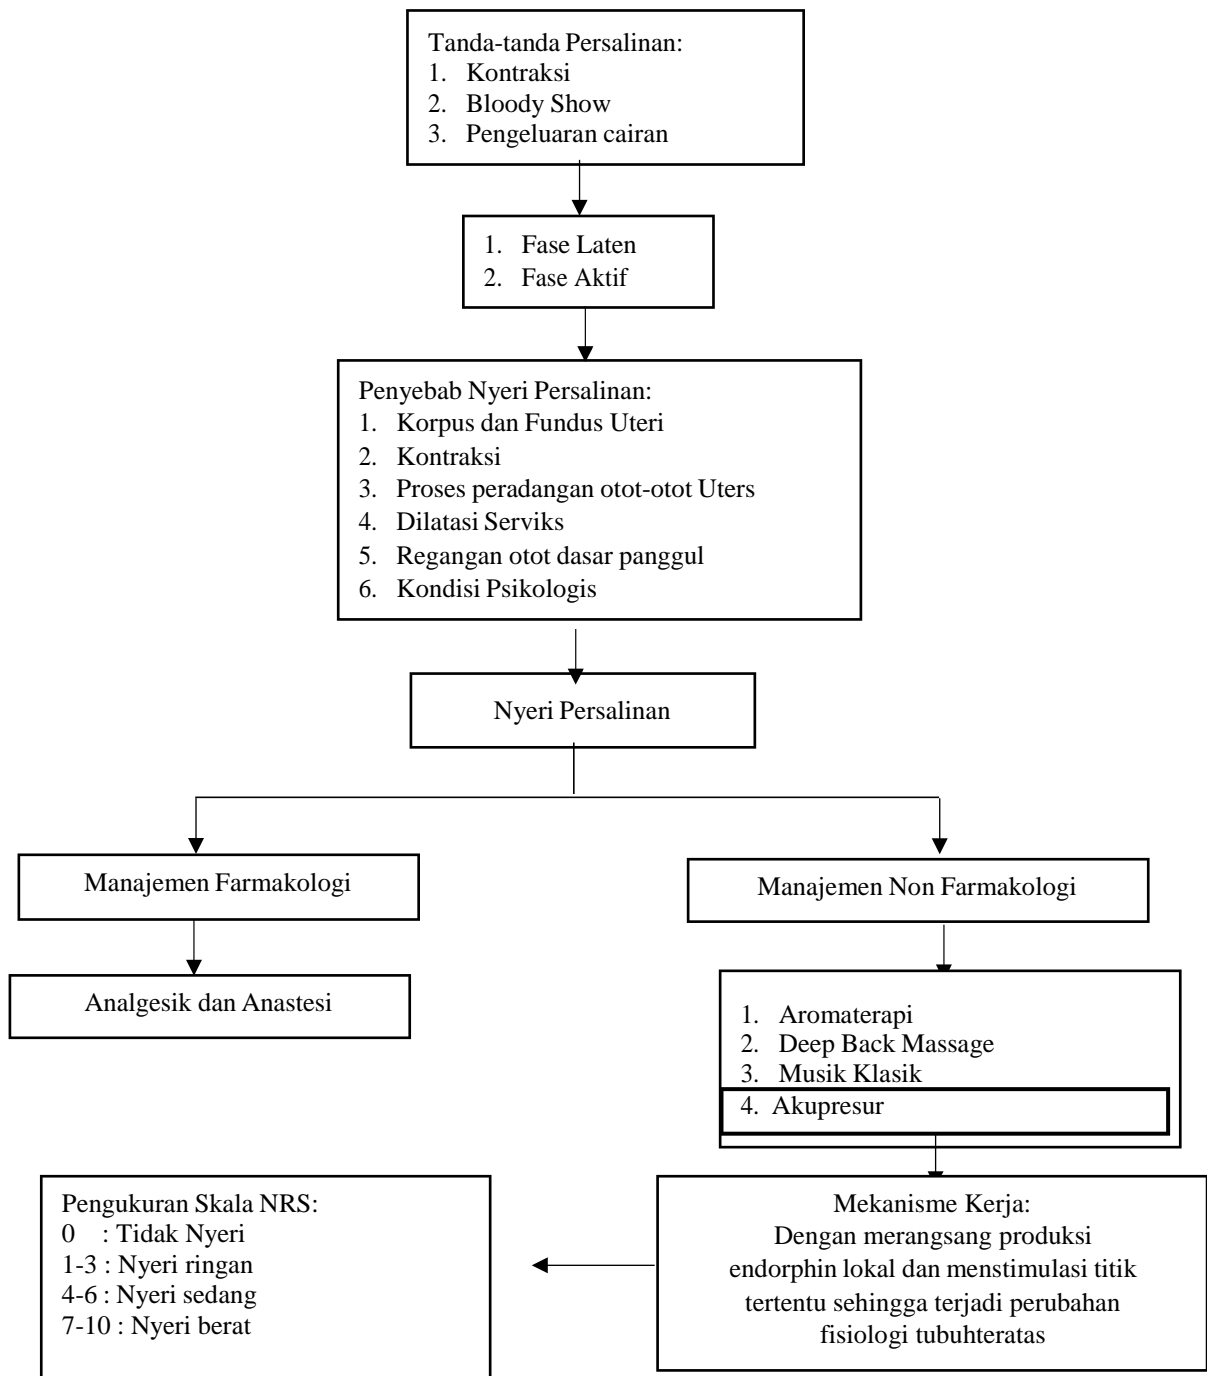 Tanda-tanda Persalinan:
1. Kontraksi
2. Bloody Show
3. Pengeluaran cairan
1. Fase Laten
2. Fase Aktif
Penyebab Nyeri Persalinan:
1. Korpus dan Fundus Uteri
2. Kontraksi
3. Proses peradangan otot-otot Uters
4. Dilatasi Serviks
5. Regangan otot dasar panggul
6. Kondisi Psikologis
Nyeri Persalinan
Manajemen Farmakologi
Manajemen Non Farmakologi
Analgesik dan Anastesi
1. Aromaterapi
2. Deep Back Massage
3. Musik Klasik
4. Akupresur
Pengukuran Skala NRS:
0 : Tidak Nyeri
1-3 : Nyeri ringan
4-6 : Nyeri sedang
7-10 : Nyeri berat
Mekanisme Kerja:
Dengan merangsang produksi
endorphin lokal dan menstimulasi titik
tertentu sehingga terjadi perubahan
fisiologi tubuhteratas